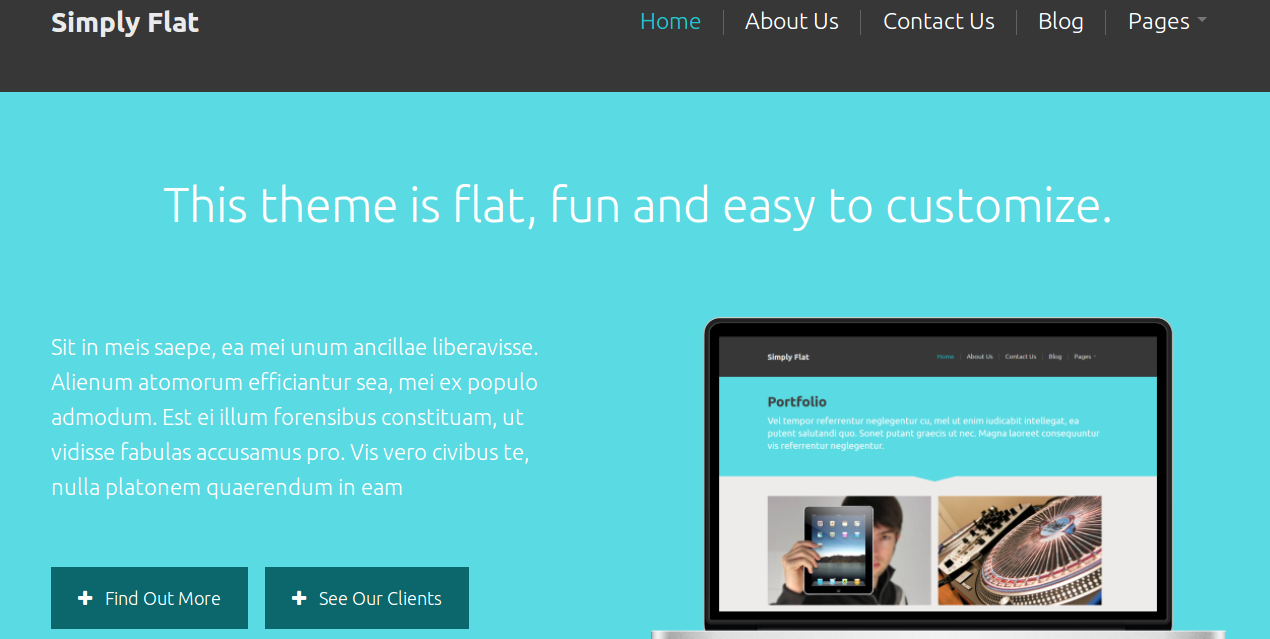 Simply Flat
Home
About Us
Contact Us
Blog
Pages
This theme is flat, fun and easy to customize.
Sit in meis saepe, ea mei unum ancillae liberavisse.
Alienum atomorum efficiantur sea, mei ex populo
admodum. Est ei illum forensibus constituam, ut
vidisse fabulas accusamus pro. Vis vero civibus te,
nulla platonem quaerendum in eam
Find Out More
See Our Clients
Simply Flat
Home
About Us
Contact Us
Blog
Pages
Portfolio
Vel tempor referrentur neglegentur cu, mel ut enim iudicabit intellegat, ea
putent salutandi quo. Sonet putant graecis ut nec. Magna laoreet consequuntur
vis referrentur neglegentur.